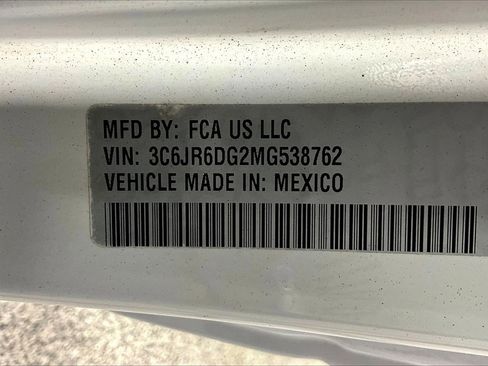 MFD BY: FCA US LLC
VIN: 3C6JR6DG2MG538762
VEHICLE MADE IN: MEXICO